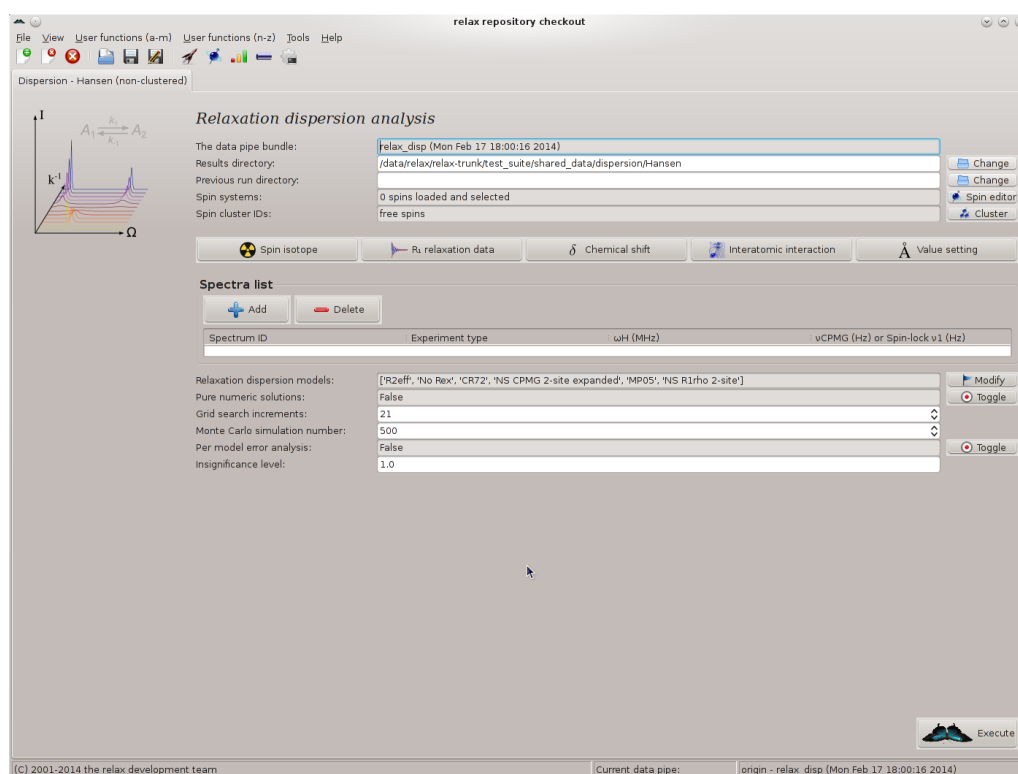 relax repository checkout
File View User functions (a-m) User functions (n-z) Tools Help
Dispersion - Hansen (non-clustered)
I
A1 k1 k-1 A2
k-1
Ω
Relaxation dispersion analysis
The data pipe bundle: relax_disp (Mon Feb 17 18:00:16 2014)
Results directory: /data/relax/relax-trunk/test_suite/shared_data/dispersion/Hansen Change
Previous run directory: Change
Spin systems: 0 spins loaded and selected Spin editor
Spin cluster IDs: free spins Cluster
Spin isotope R₁ relaxation data δ Chemical shift Interatomic interaction Å Value setting
Spectra list
Add Delete
Spectrum ID Experiment type ωH (MHz) νCPMG (Hz) or Spin-lock ν1 (Hz)
Relaxation dispersion models: ['R2eff', 'No Rex', 'CR72', 'NS CPMG 2-site expanded', 'MP05', 'NS R1rho 2-site'] Modify
Pure numeric solutions: False Toggle
Grid search increments: 21
Monte Carlo simulation number: 500
Per model error analysis: False Toggle
Insignificance level: 1.0
Execute
(C) 2001-2014 the relax development team Current data pipe: origin - relax_disp (Mon Feb 17 18:00:16 2014)